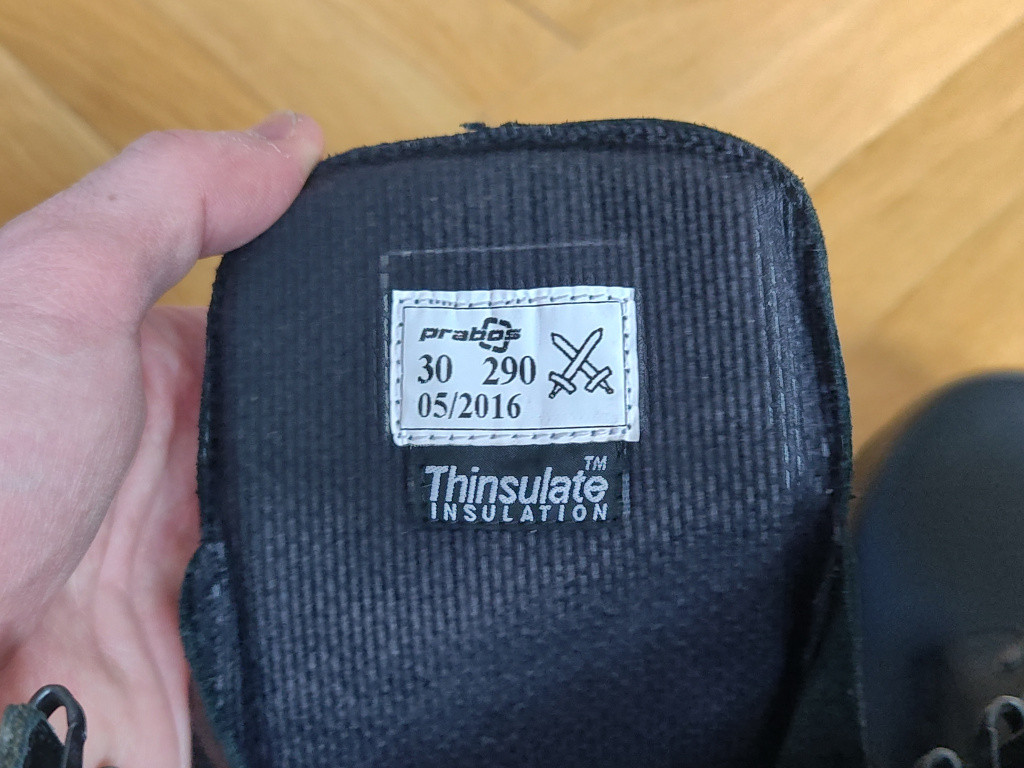 prabos
30 290
05/2016
Thinsulate™
INSULATION